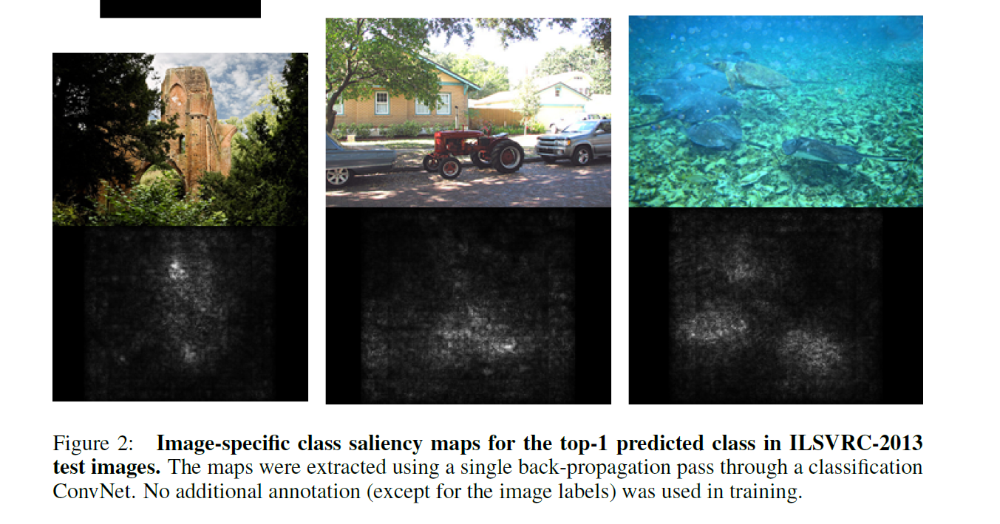 Figure 2: Image-specific class saliency maps for the top-1 predicted class in ILSVRC-2013
test images. The maps were extracted using a single back-propagation pass through a classification
ConvNet. No additional annotation (except for the image labels) was used in training.